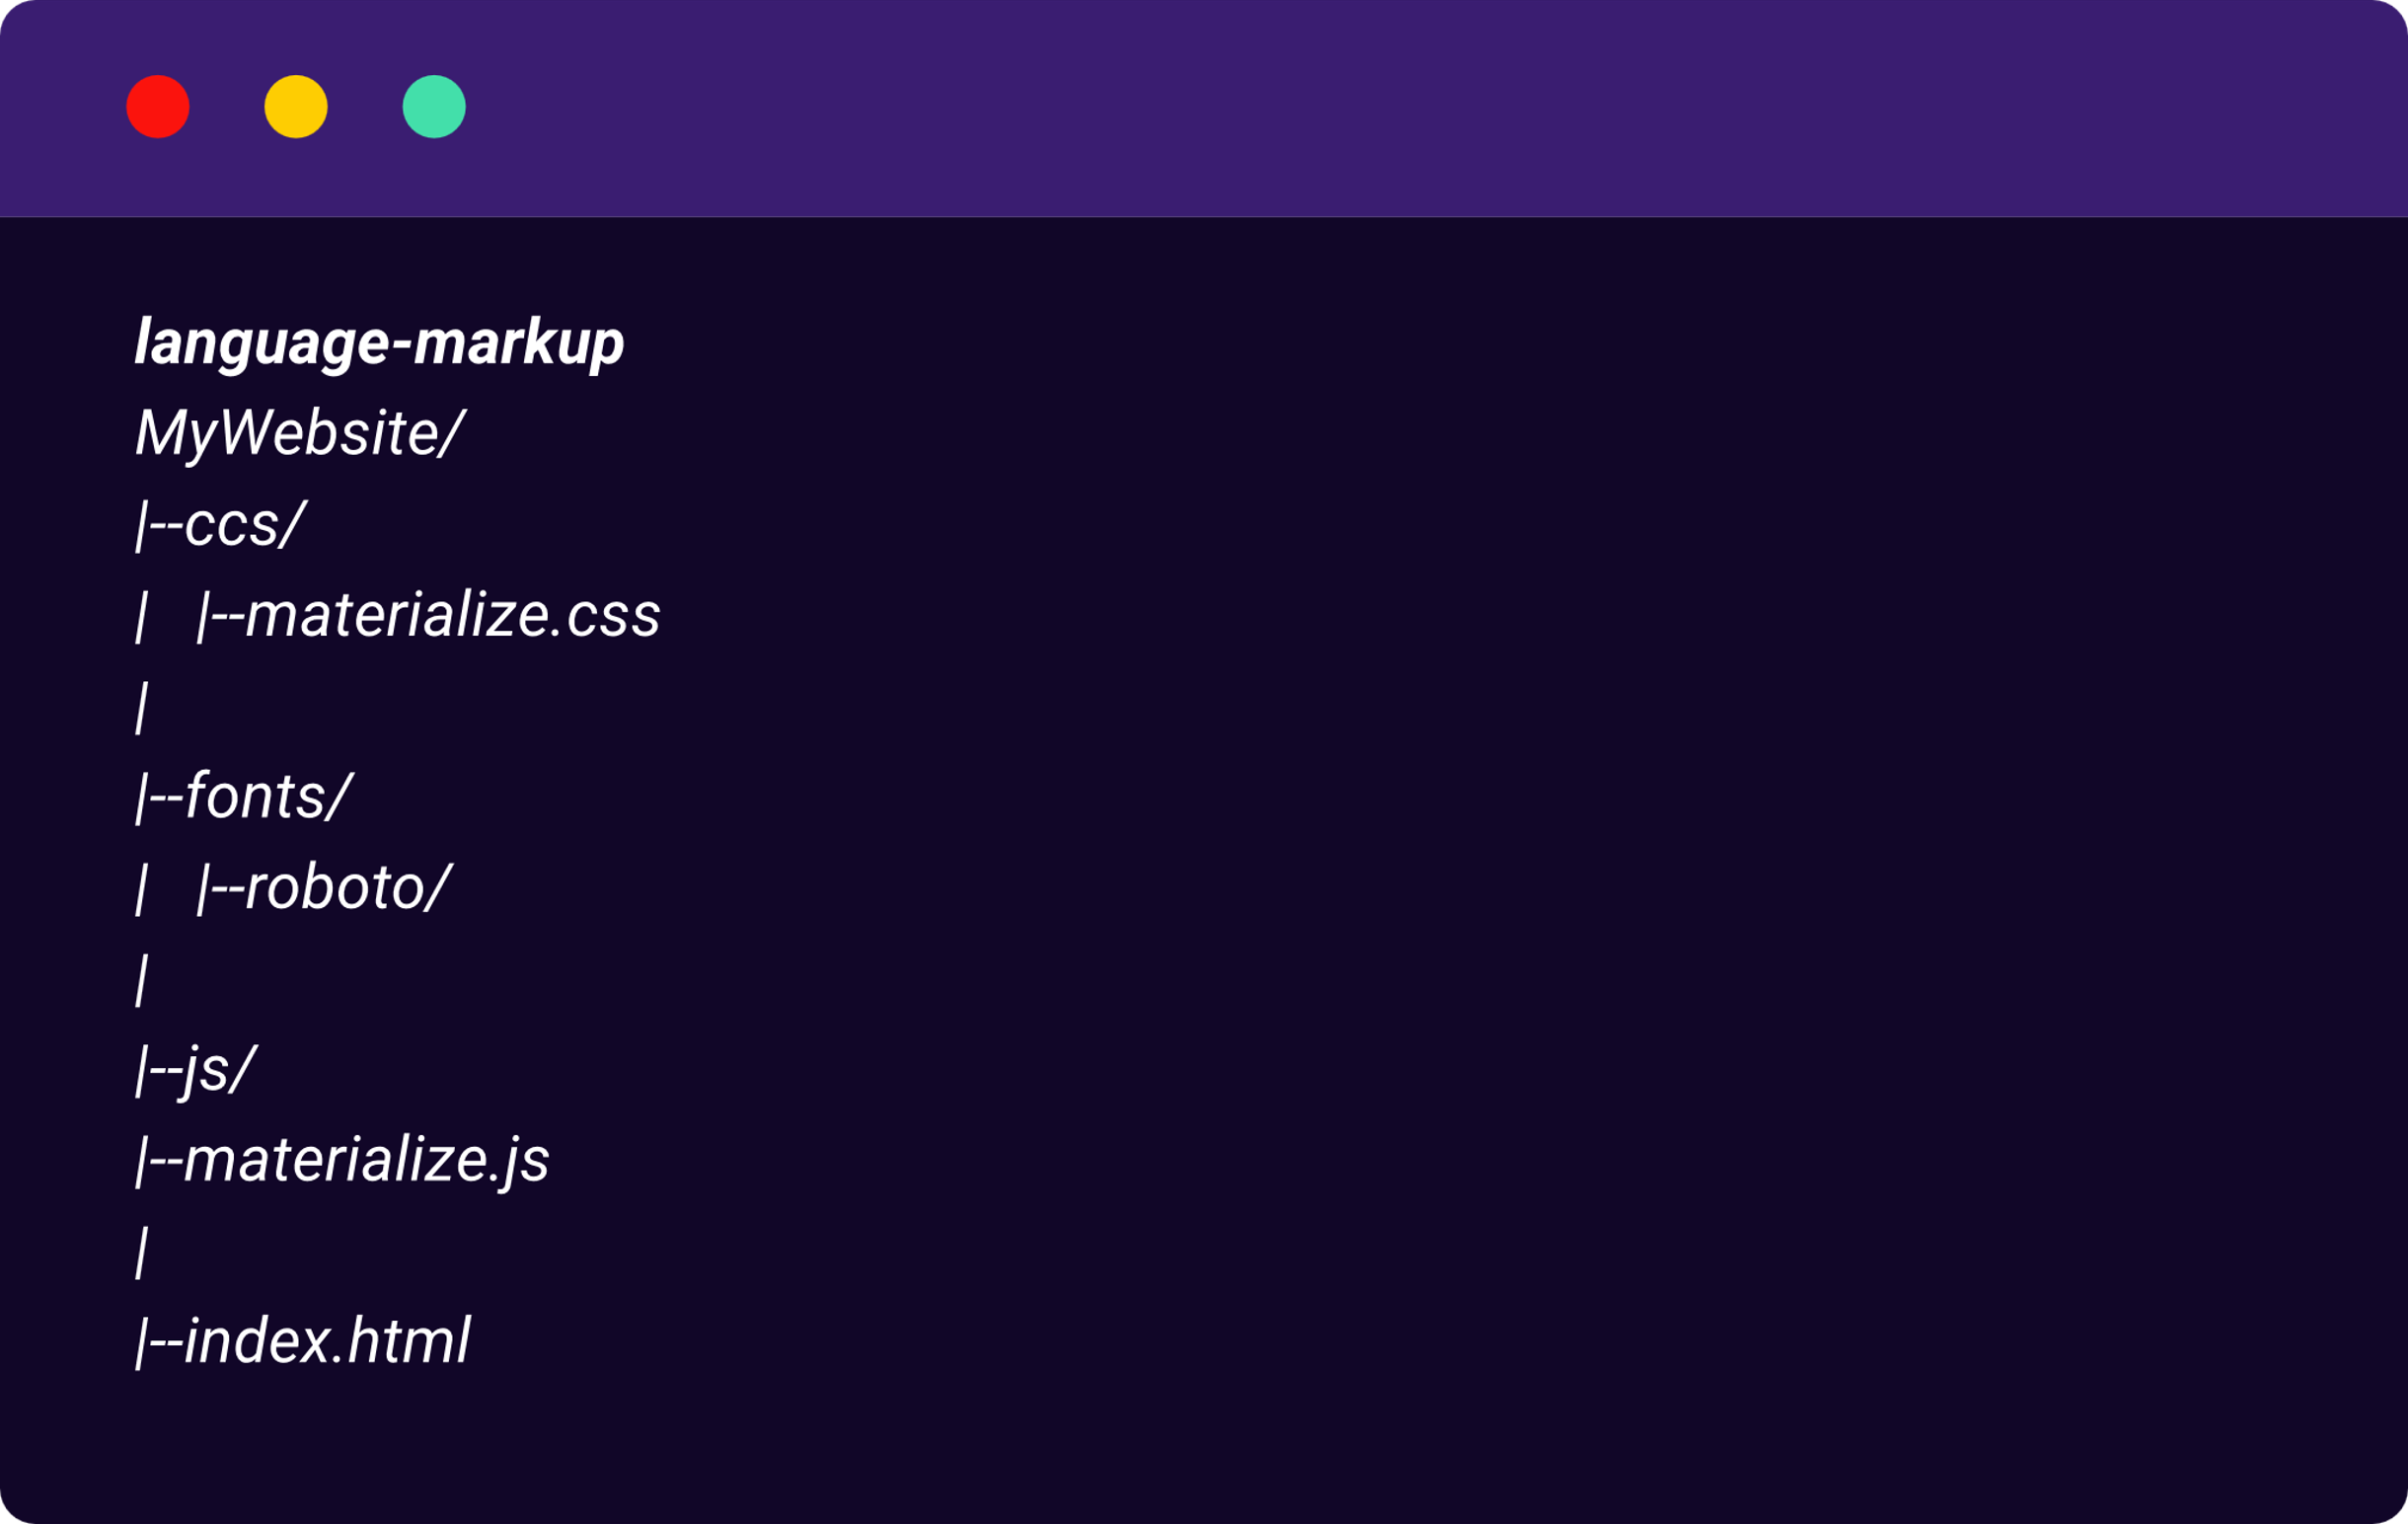 language-markup
MyWebsite/
|--ccs/
|   |--materialize.css
|
|--fonts/
|   |--roboto/
|
|--js/
|--materialize.js
|
|--index.html